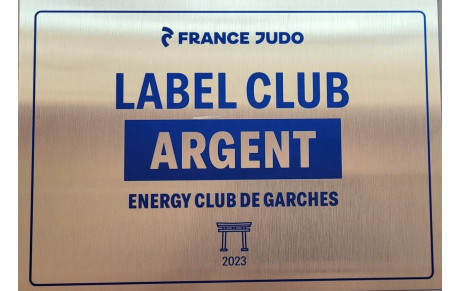 FRANCE JUDO
LABEL CLUB
ARGENT
ENERGY CLUB DE GARCHES
2023